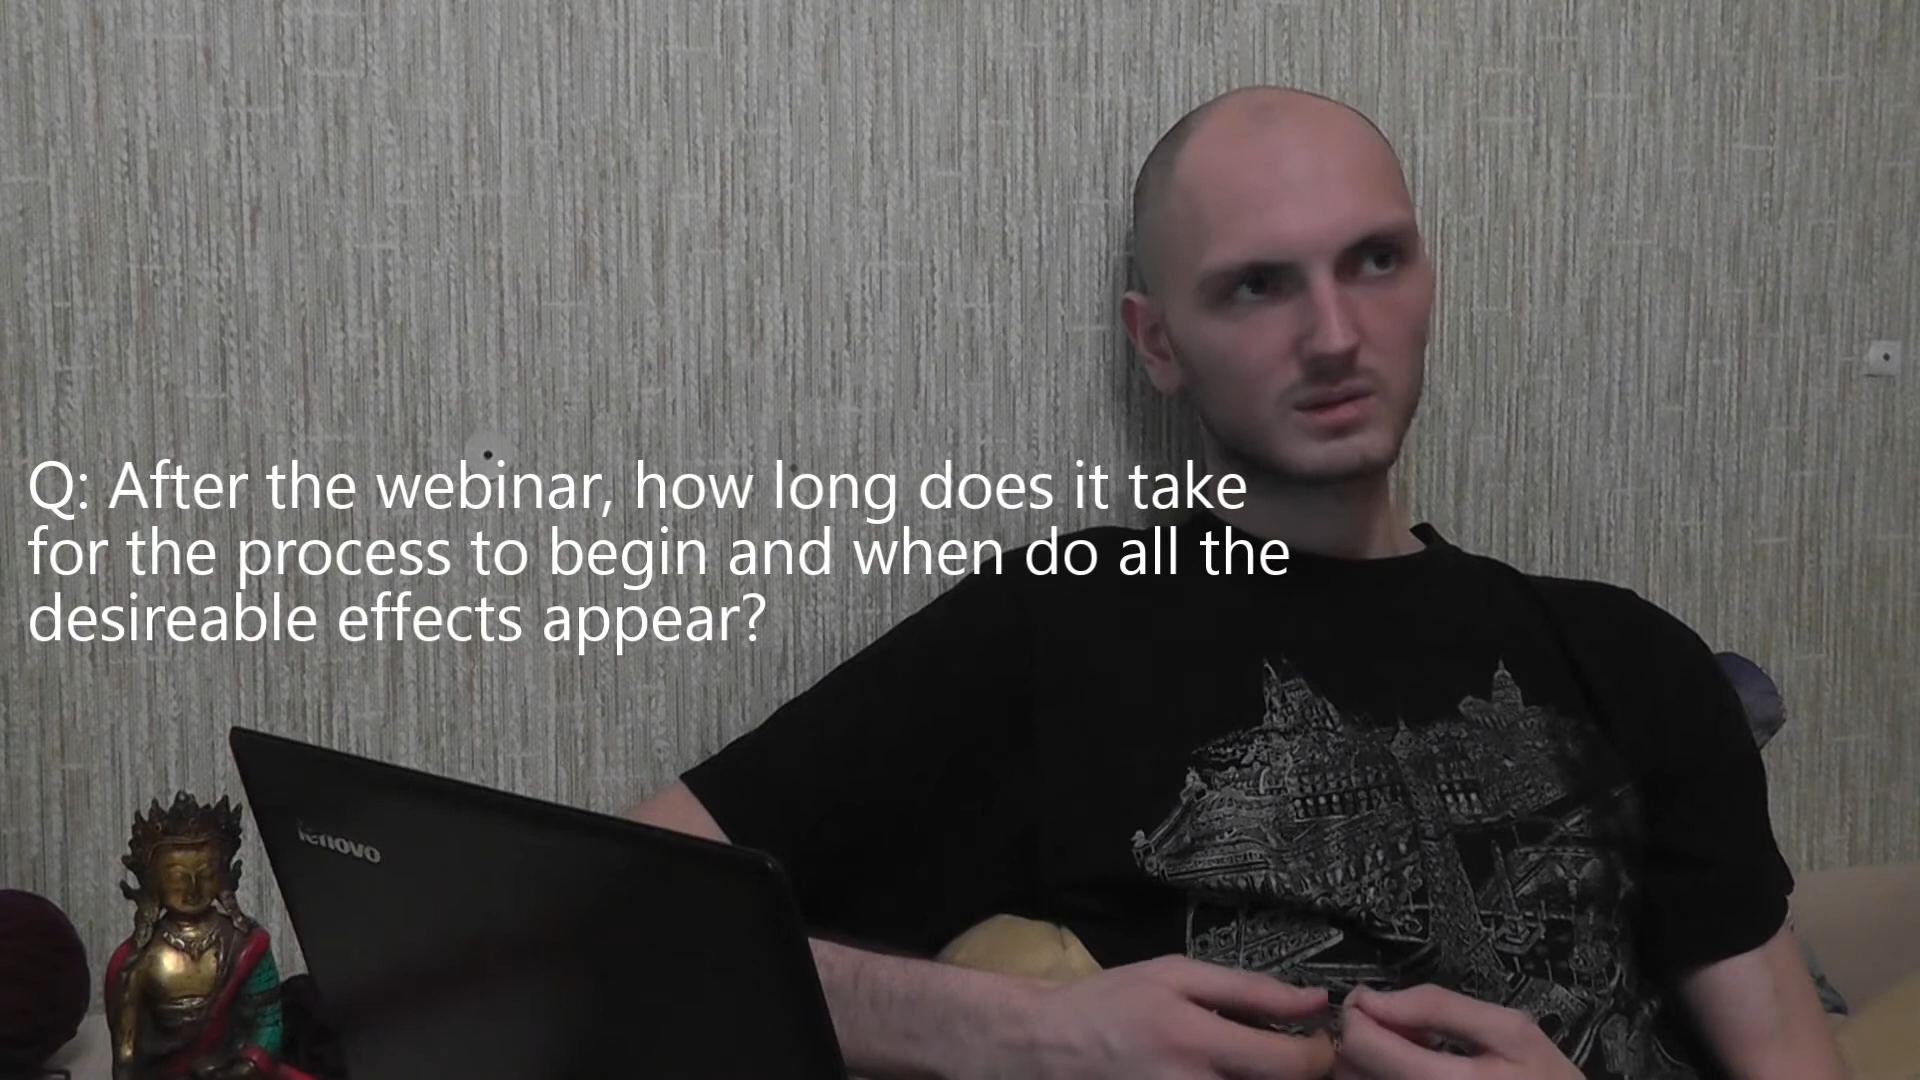 Q: After the webinar, how long does it take
for the process to begin and when do all the
desireable effects appear?
lenovo